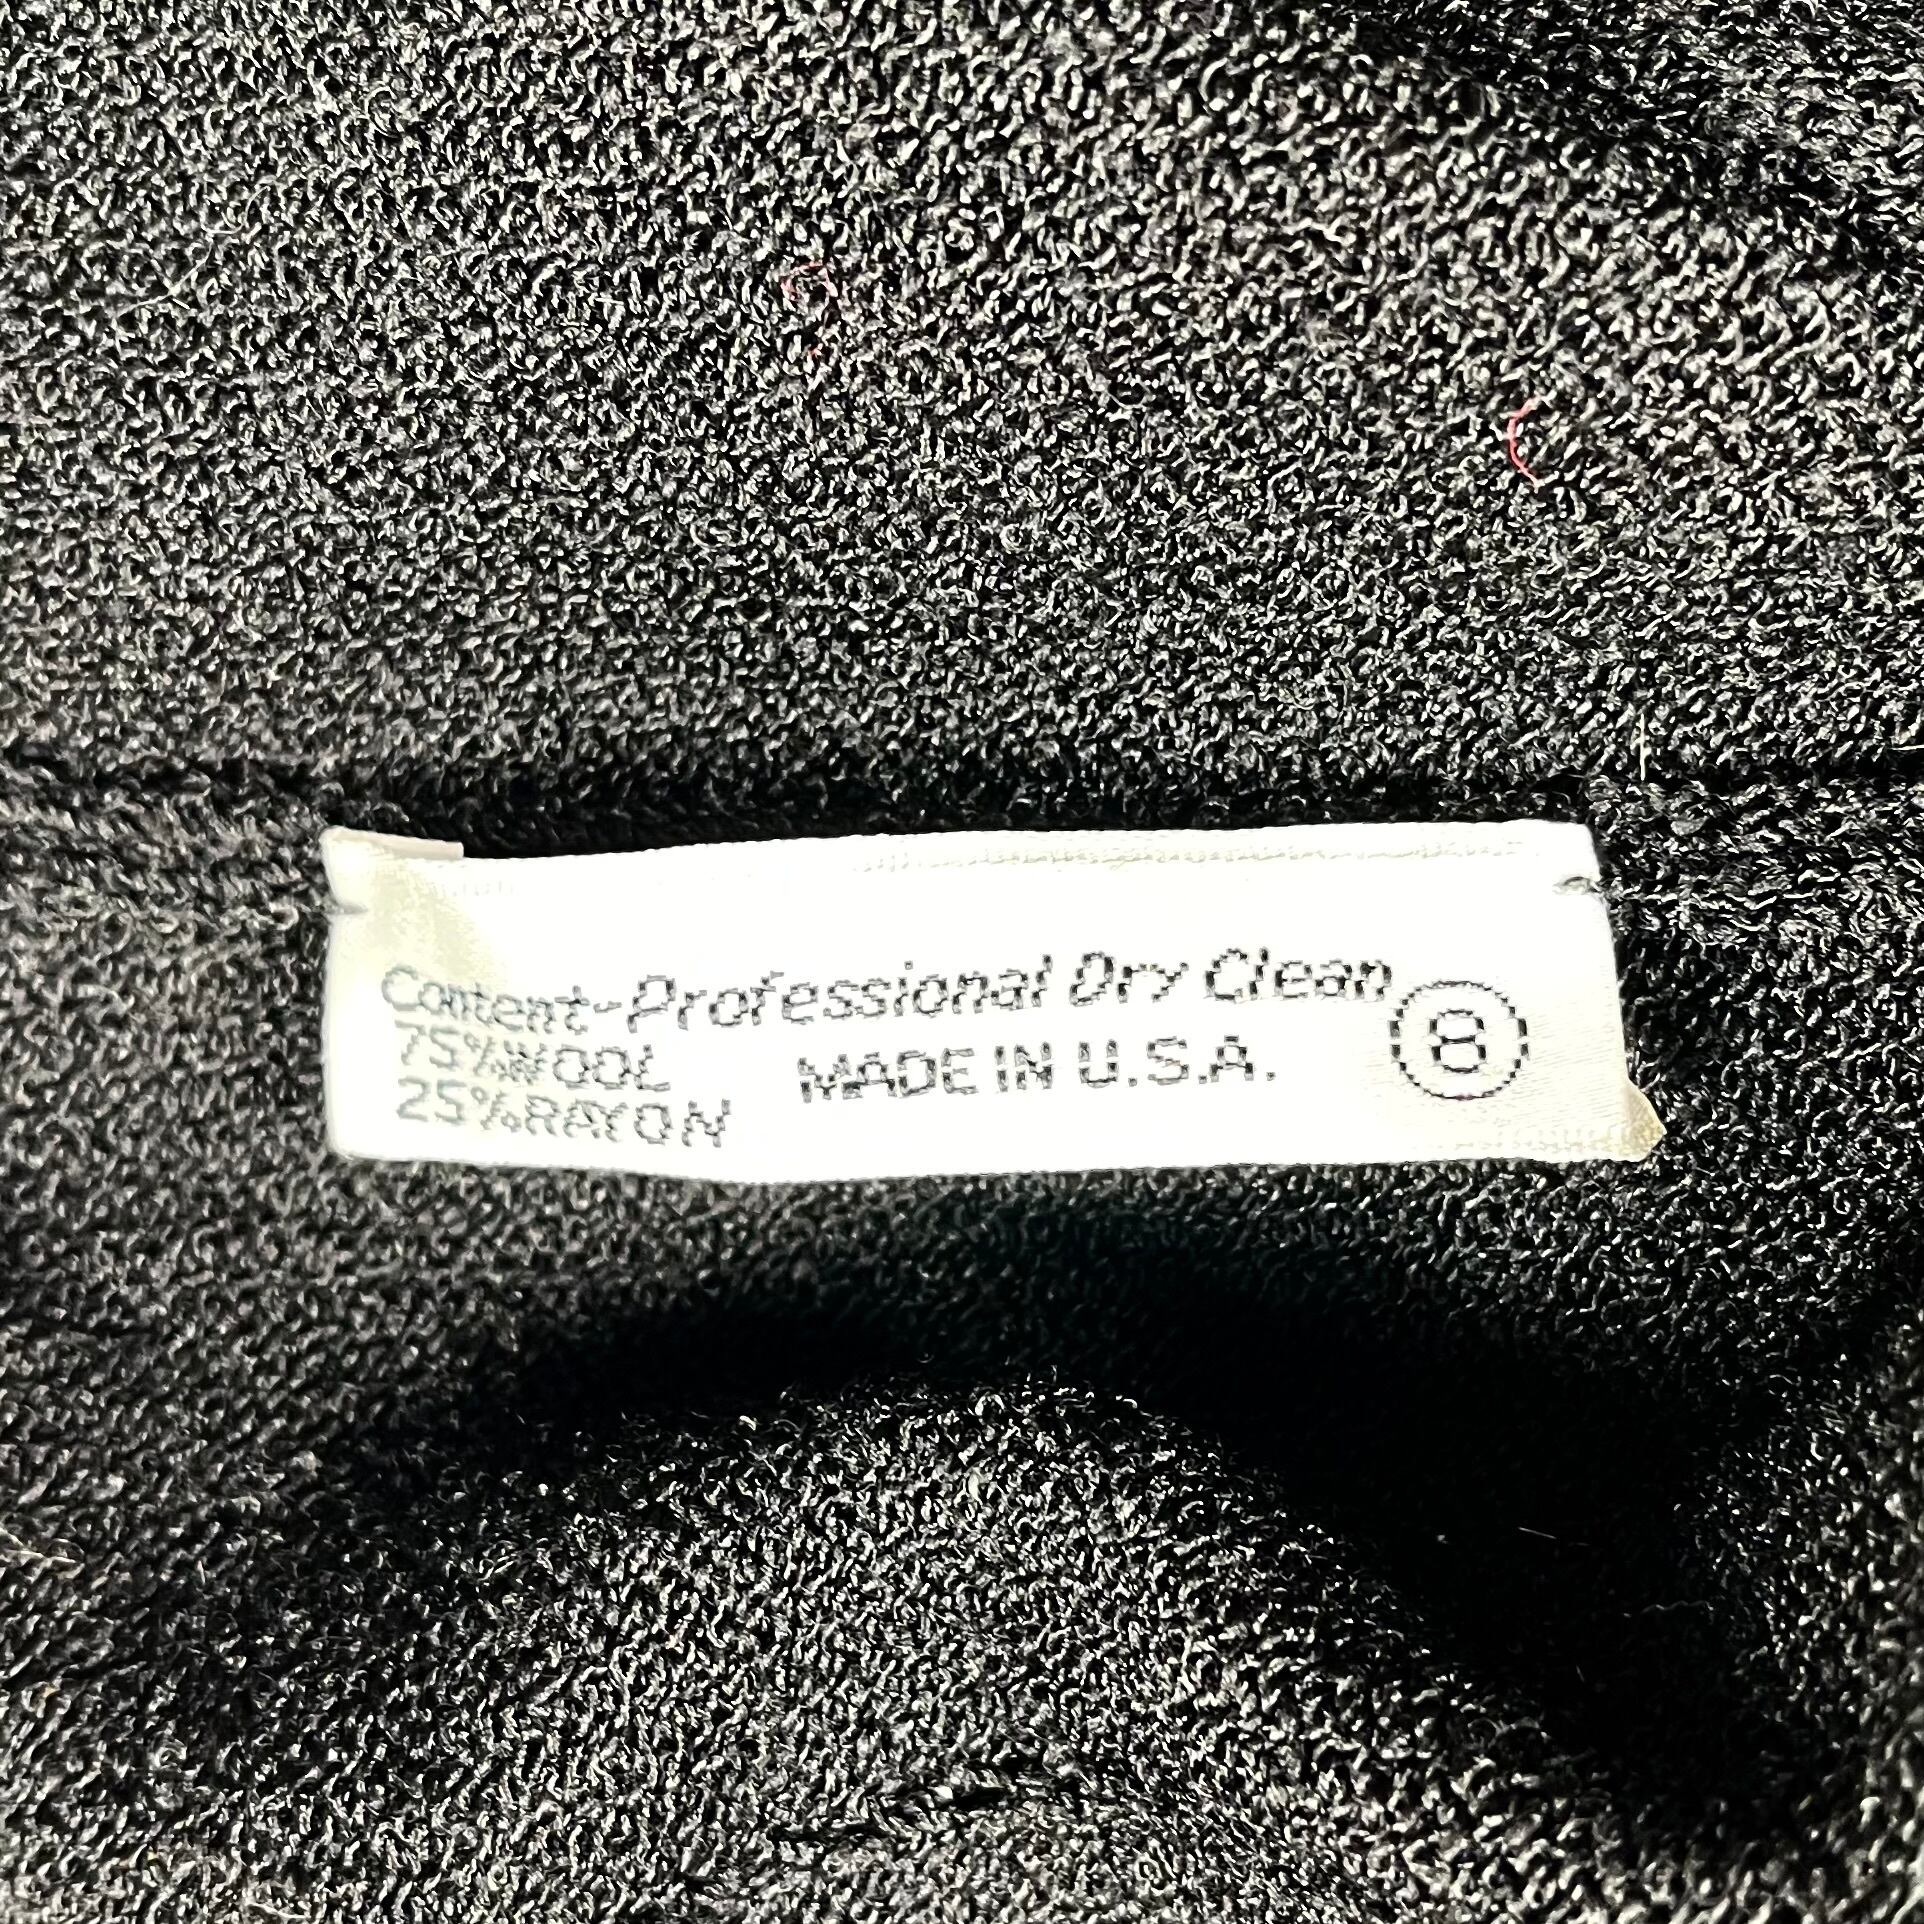 Content-Professional Dry Clean
75%WOOL MADE IN U.S.A. 8
25%RAYON